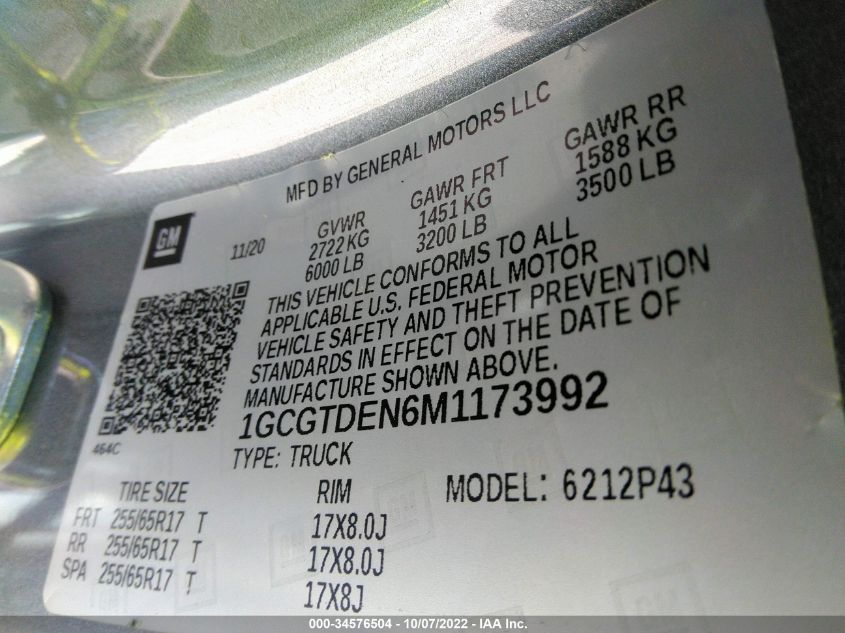 MFD BY GENERAL MOTORS LLC
GM
11/20
GVWR
2722 KG
6000 LB
GAWR FRT
1451 KG
3200 LB
GAWR RR
1588 KG
3500 LB
THIS VEHICLE CONFORMS TO ALL
APPLICABLE U.S. FEDERAL MOTOR
VEHICLE SAFETY AND THEFT PREVENTION
STANDARDS IN EFFECT ON THE DATE OF
MANUFACTURE SHOWN ABOVE.
1GCGTDEN6M1173992
464C
TYPE: TRUCK
TIRE SIZE RIM MODEL: 6212P43
FRT 255/65R17 T 17X8.0J
RR 255/65R17 T 17X8.0J
SPA 255/65R17 T 17X8J
000-34576504 - 10/07/2022 - IAA Inc.